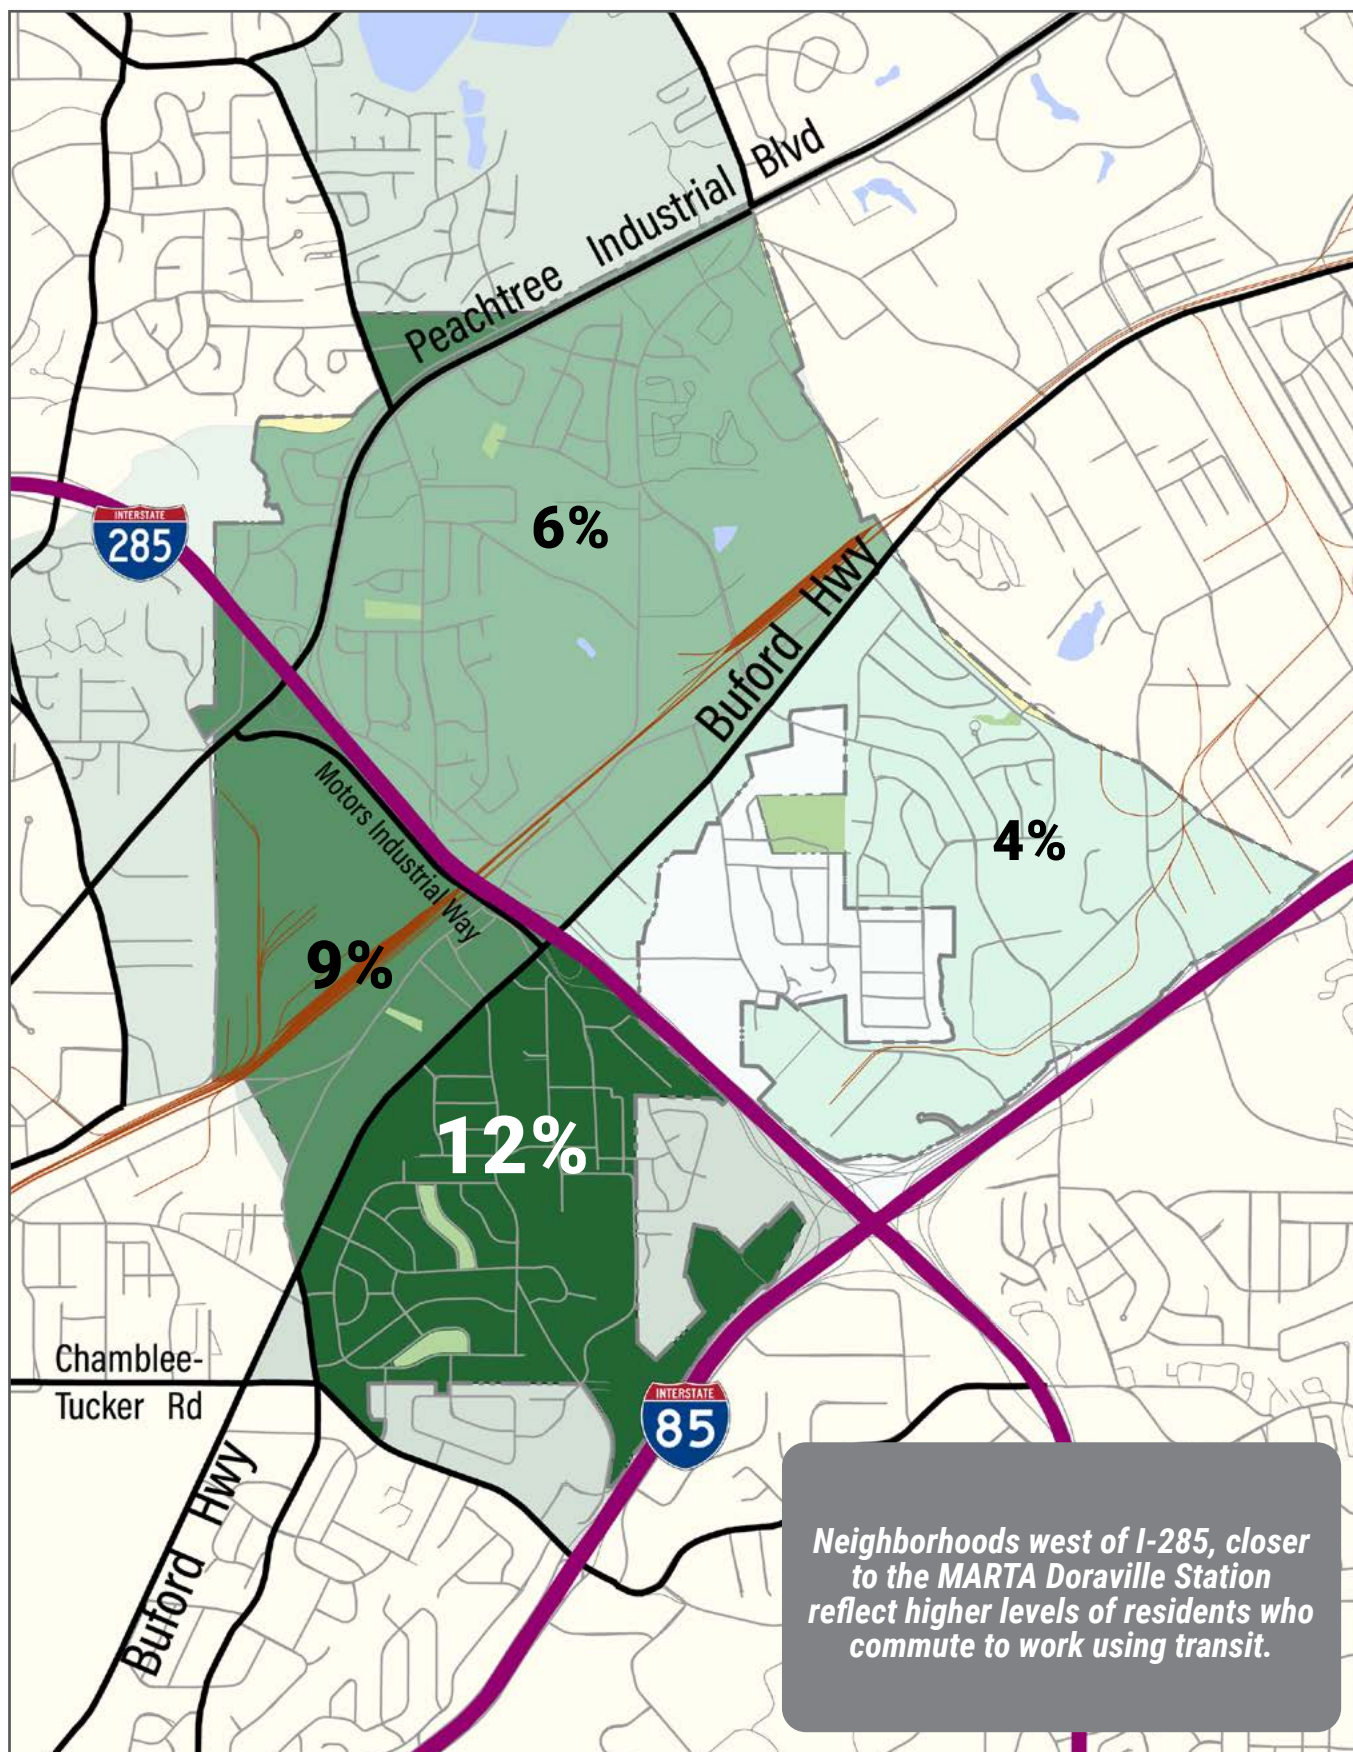 Peachtree Industrial Blvd
INTERSTATE
285
6%
Buford Hwy
Motors Industrial Way
4%
9%
12%
Chamblee-
Tucker Rd
INTERSTATE
85
Buford Hwy
Neighborhoods west of I-285, closer
to the MARTA Doraville Station
reflect higher levels of residents who
commute to work using transit.